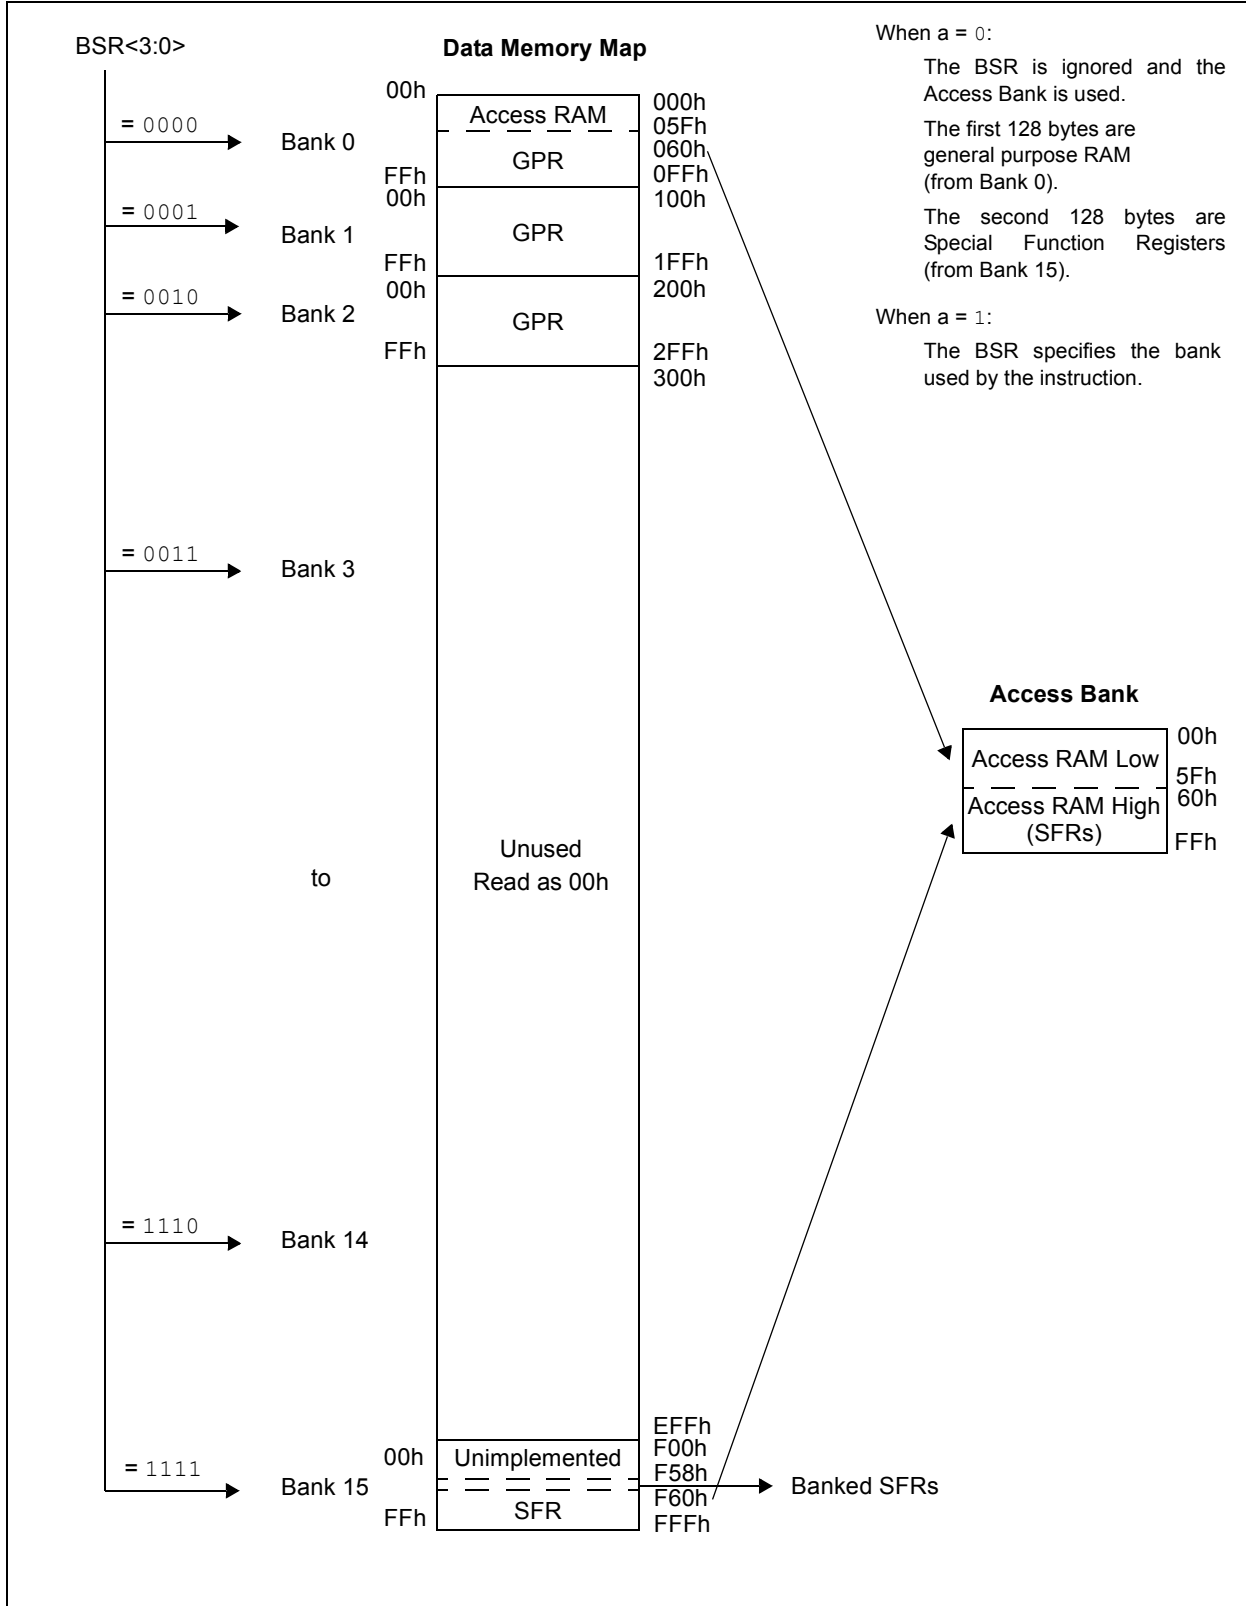 BSR<3:0>
Data Memory Map
When a = 0:
The BSR is ignored and the
Access Bank is used.
The first 128 bytes are
general purpose RAM
(from Bank 0).
The second 128 bytes are
Special Function Registers
(from Bank 15).
When a = 1:
The BSR specifies the bank
used by the instruction.
= 0000
Bank 0
00h
FFh
Access RAM
GPR
000h
05Fh
060h
0FFh
= 0001
Bank 1
00h
FFh
GPR
100h
1FFh
= 0010
Bank 2
00h
FFh
GPR
200h
2FFh
300h
= 0011
Bank 3
to
Unused
Read as 00h
Access Bank
Access RAM Low
00h
5Fh
Access RAM High
(SFRs)
60h
FFh
= 1110
Bank 14
EFFh
= 1111
Bank 15
00h
FFh
Unimplemented
SFR
F00h
F58h
F60h
FFFh
Banked SFRs